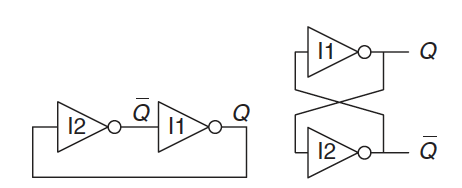 I1 Q
Q̅ Q
I2 I1
I2 Q̅